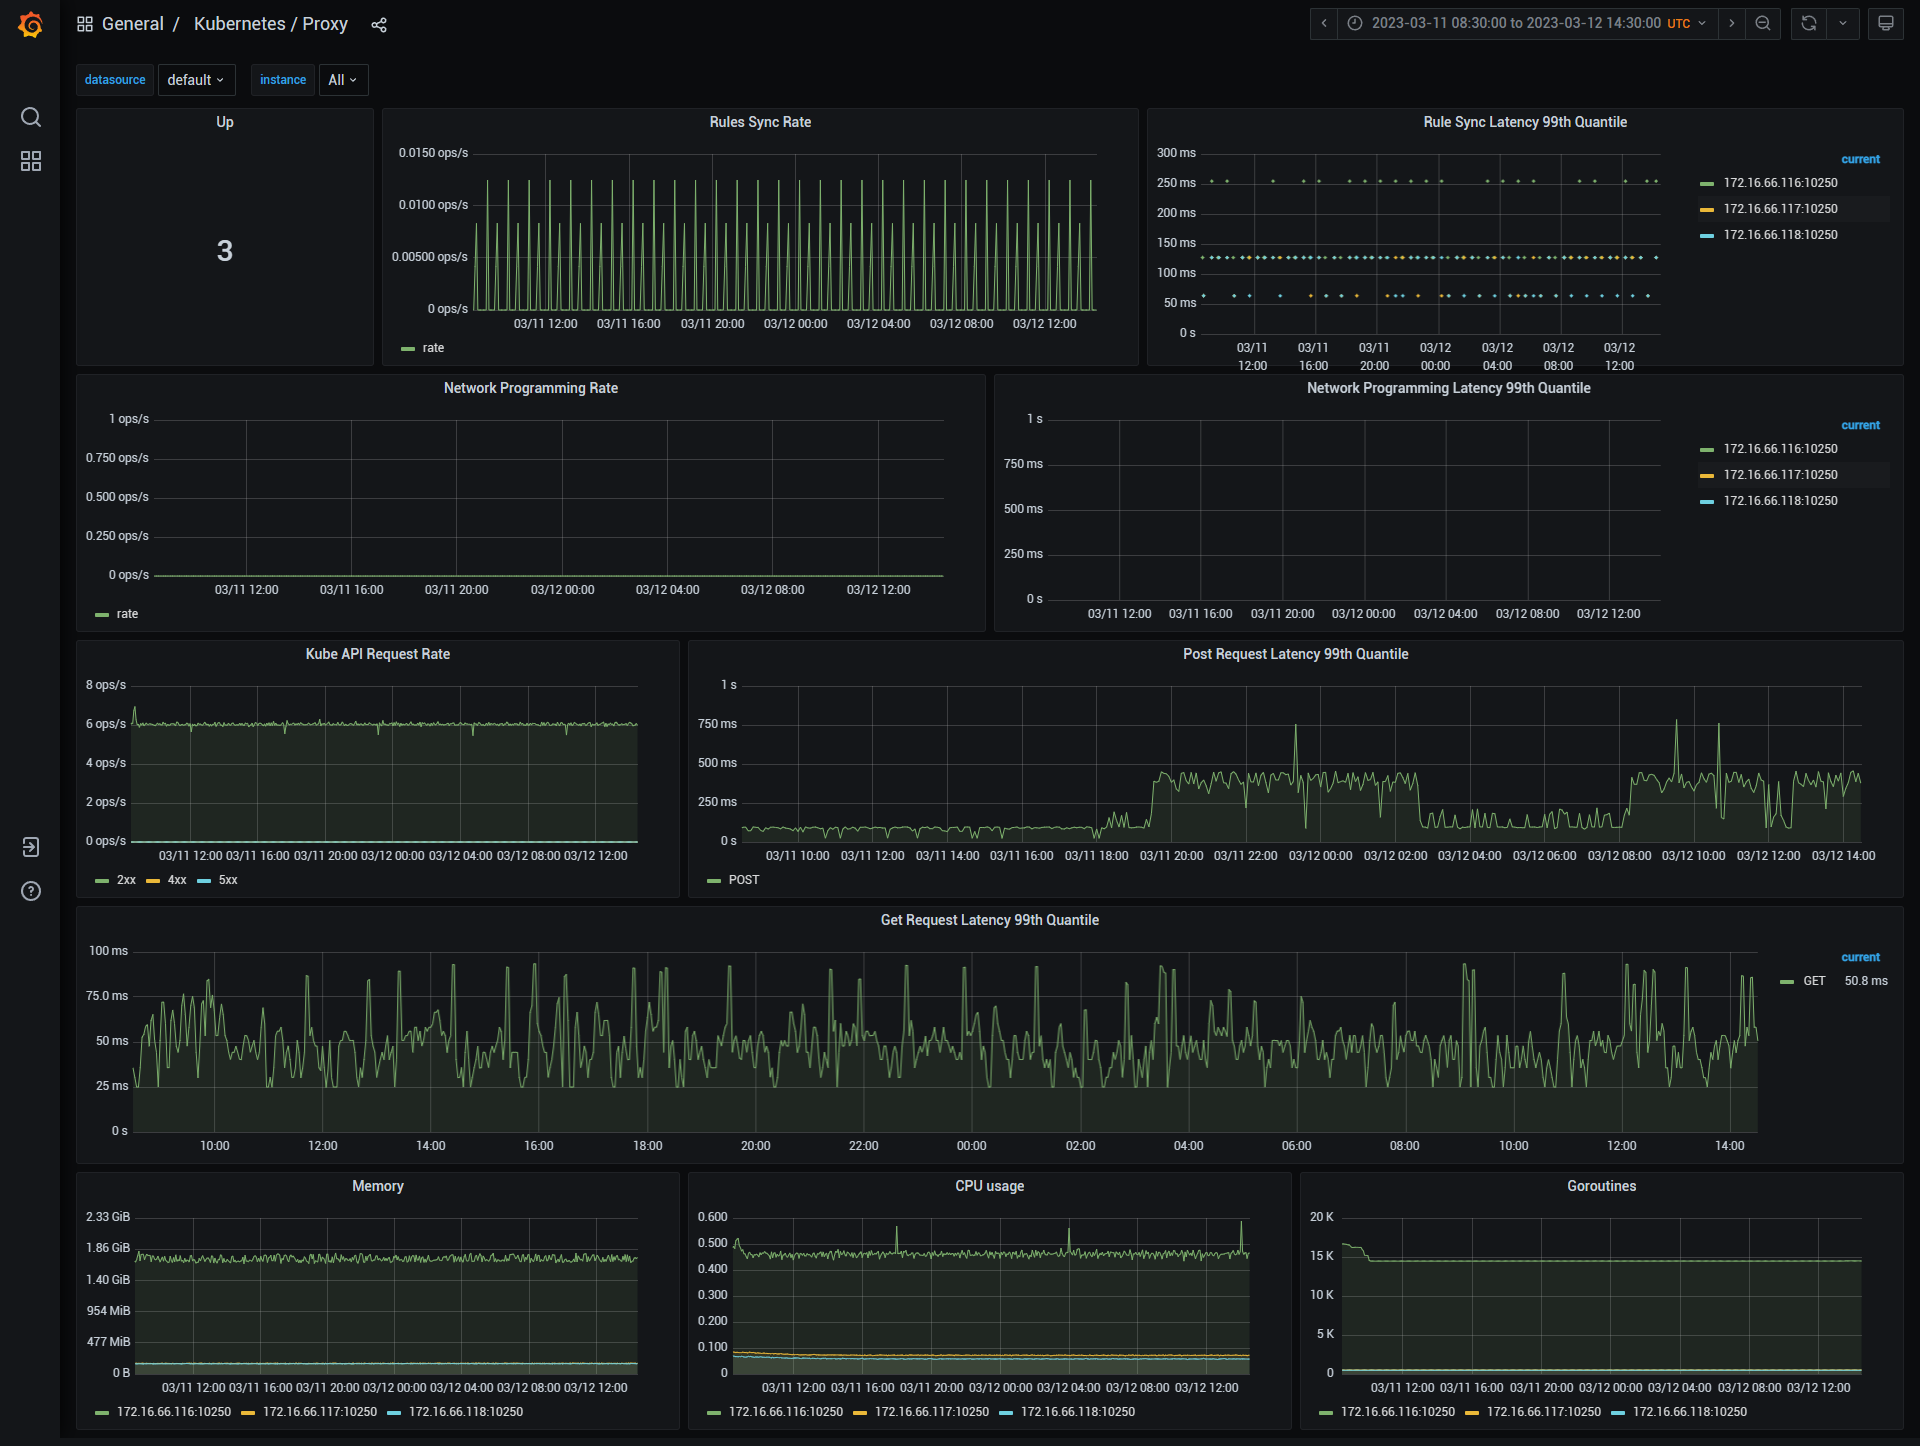 General / Kubernetes / Proxy
2023-03-11 08:30:00 to 2023-03-12 14:30:00 UTC
datasource default instance All
Up
3
Rules Sync Rate
0.0150 ops/s
0.0100 ops/s
0.00500 ops/s
0 ops/s
03/11 12:00 03/11 16:00 03/11 20:00 03/12 00:00 03/12 04:00 03/12 08:00 03/12 12:00
rate
Rule Sync Latency 99th Quantile
300 ms
250 ms
200 ms
150 ms
100 ms
50 ms
0 s
03/11 03/11 03/11 03/12 03/12 03/12 03/12
12:00 16:00 20:00 00:00 04:00 08:00 12:00
current
172.16.66.116:10250
172.16.66.117:10250
172.16.66.118:10250
Network Programming Rate
1 ops/s
0.750 ops/s
0.500 ops/s
0.250 ops/s
0 ops/s
03/11 12:00 03/11 16:00 03/11 20:00 03/12 00:00 03/12 04:00 03/12 08:00 03/12 12:00
rate
Network Programming Latency 99th Quantile
1 s
750 ms
500 ms
250 ms
0 s
03/11 12:00 03/11 16:00 03/11 20:00 03/12 00:00 03/12 04:00 03/12 08:00 03/12 12:00
current
172.16.66.116:10250
172.16.66.117:10250
172.16.66.118:10250
Kube API Request Rate
8 ops/s
6 ops/s
4 ops/s
2 ops/s
0 ops/s
03/11 12:00 03/11 16:00 03/11 20:00 03/12 00:00 03/12 04:00 03/12 08:00 03/12 12:00
2xx 4xx 5xx
Post Request Latency 99th Quantile
1 s
750 ms
500 ms
250 ms
0 s
03/11 10:00 03/11 12:00 03/11 14:00 03/11 16:00 03/11 18:00 03/11 20:00 03/11 22:00 03/12 00:00 03/12 02:00 03/12 04:00 03/12 06:00 03/12 08:00 03/12 10:00 03/12 12:00 03/12 14:00
POST
Get Request Latency 99th Quantile
100 ms
75.0 ms
50 ms
25 ms
0 s
10:00 12:00 14:00 16:00 18:00 20:00 22:00 00:00 02:00 04:00 06:00 08:00 10:00 12:00 14:00
current
GET 50.8 ms
Memory
2.33 GiB
1.86 GiB
1.40 GiB
954 MiB
477 MiB
0 B
03/11 12:00 03/11 16:00 03/11 20:00 03/12 00:00 03/12 04:00 03/12 08:00 03/12 12:00
172.16.66.116:10250 172.16.66.117:10250 172.16.66.118:10250
CPU usage
0.600
0.500
0.400
0.300
0.200
0.100
0
03/11 12:00 03/11 16:00 03/11 20:00 03/12 00:00 03/12 04:00 03/12 08:00 03/12 12:00
172.16.66.116:10250 172.16.66.117:10250 172.16.66.118:10250
Goroutines
20 K
15 K
10 K
5 K
0
03/11 12:00 03/11 16:00 03/11 20:00 03/12 00:00 03/12 04:00 03/12 08:00 03/12 12:00
172.16.66.116:10250 172.16.66.117:10250 172.16.66.118:10250